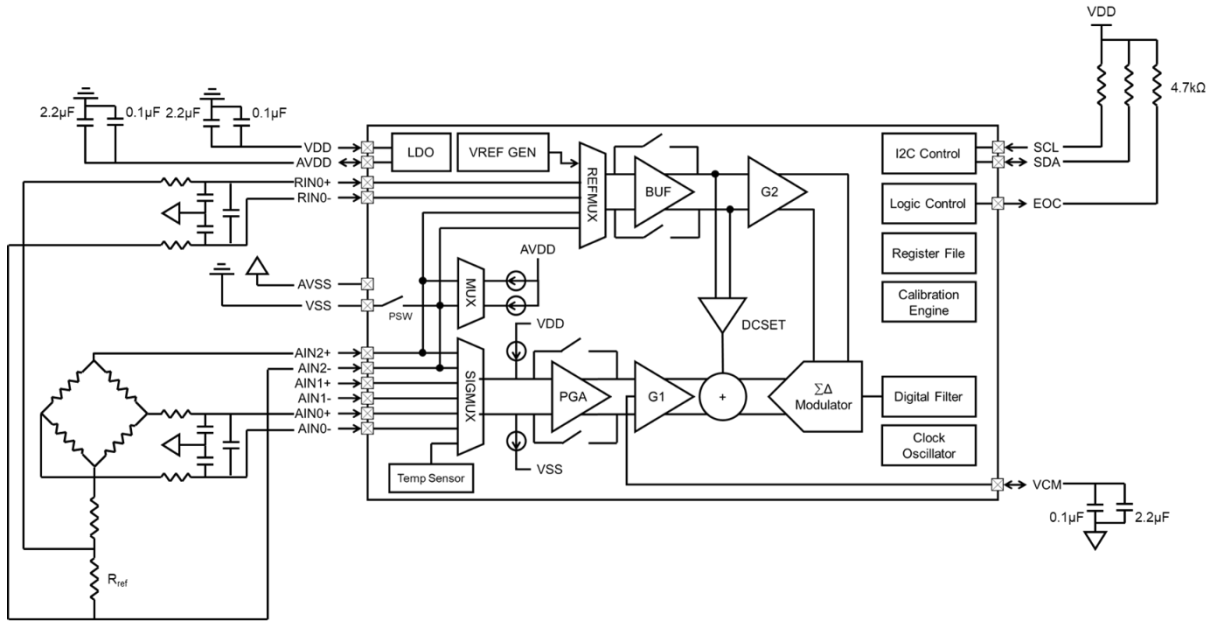 VDD
4.7kΩ
2.2µF
0.1µF
2.2µF
0.1µF
VDD
AVDD
LDO
VREF GEN
REFMUX
BUF
G2
I2C Control
SCL
SDA
RIN0+
RIN0-
Logic Control
EOC
AVDD
Register File
AVSS
MUX
Calibration
Engine
VSS
PSW
VDD
DCSET
AIN2+
AIN2-
AIN1+
AIN1-
AIN0+
AIN0-
SIGMUX
PGA
G1
+
ΣΔ
Modulator
Digital Filter
VSS
Clock
Oscillator
Temp Sensor
VCM
0.1µF
2.2µF
Rref